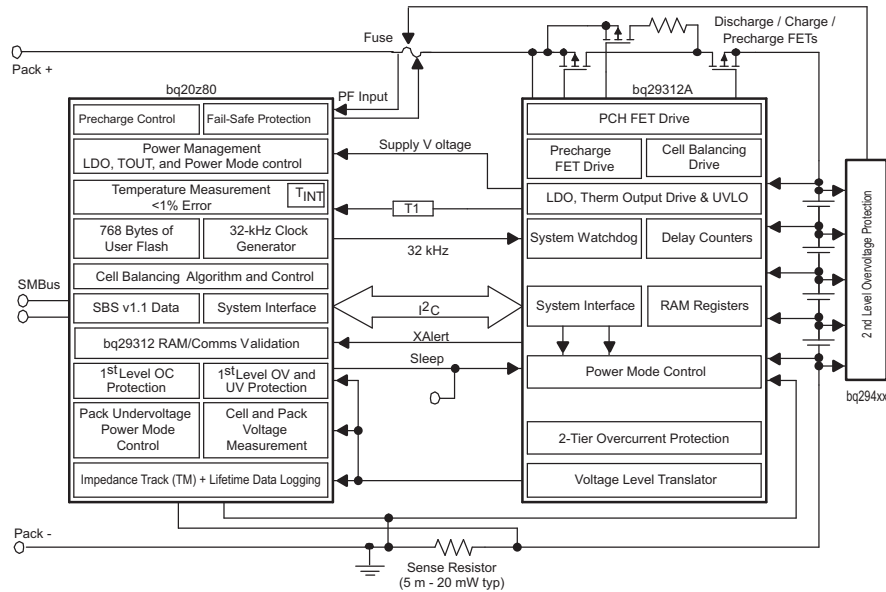 Discharge / Charge /
Precharge FETs
Fuse
Pack +
bq20z80
PF Input
bq29312A
Precharge Control
Fail-Safe Protection
PCH FET Drive
Power Management
LDO, TOUT, and Power Mode control
Supply V oltage
Precharge
FET Drive
Cell Balancing
Drive
Temperature Measurement
<1% Error
TINT
T1
LDO, Therm Output Drive & UVLO
768 Bytes of
User Flash
32-kHz Clock
Generator
32 kHz
System Watchdog
Delay Counters
Cell Balancing Algorithm and Control
SMBus
SBS v1.1 Data
System Interface
I2C
System Interface
RAM Registers
bq29312 RAM/Comms Validation
XAlert
Sleep
1st Level OC
Protection
1st Level OV and
UV Protection
Power Mode Control
2 nd Level Overvoltage Protection
bq294xx
Pack Undervoltage
Power Mode
Control
Cell and Pack
Voltage
Measurement
2-Tier Overcurrent Protection
Impedance Track (TM) + Lifetime Data Logging
Voltage Level Translator
Pack -
Sense Resistor
(5 m - 20 mW typ)